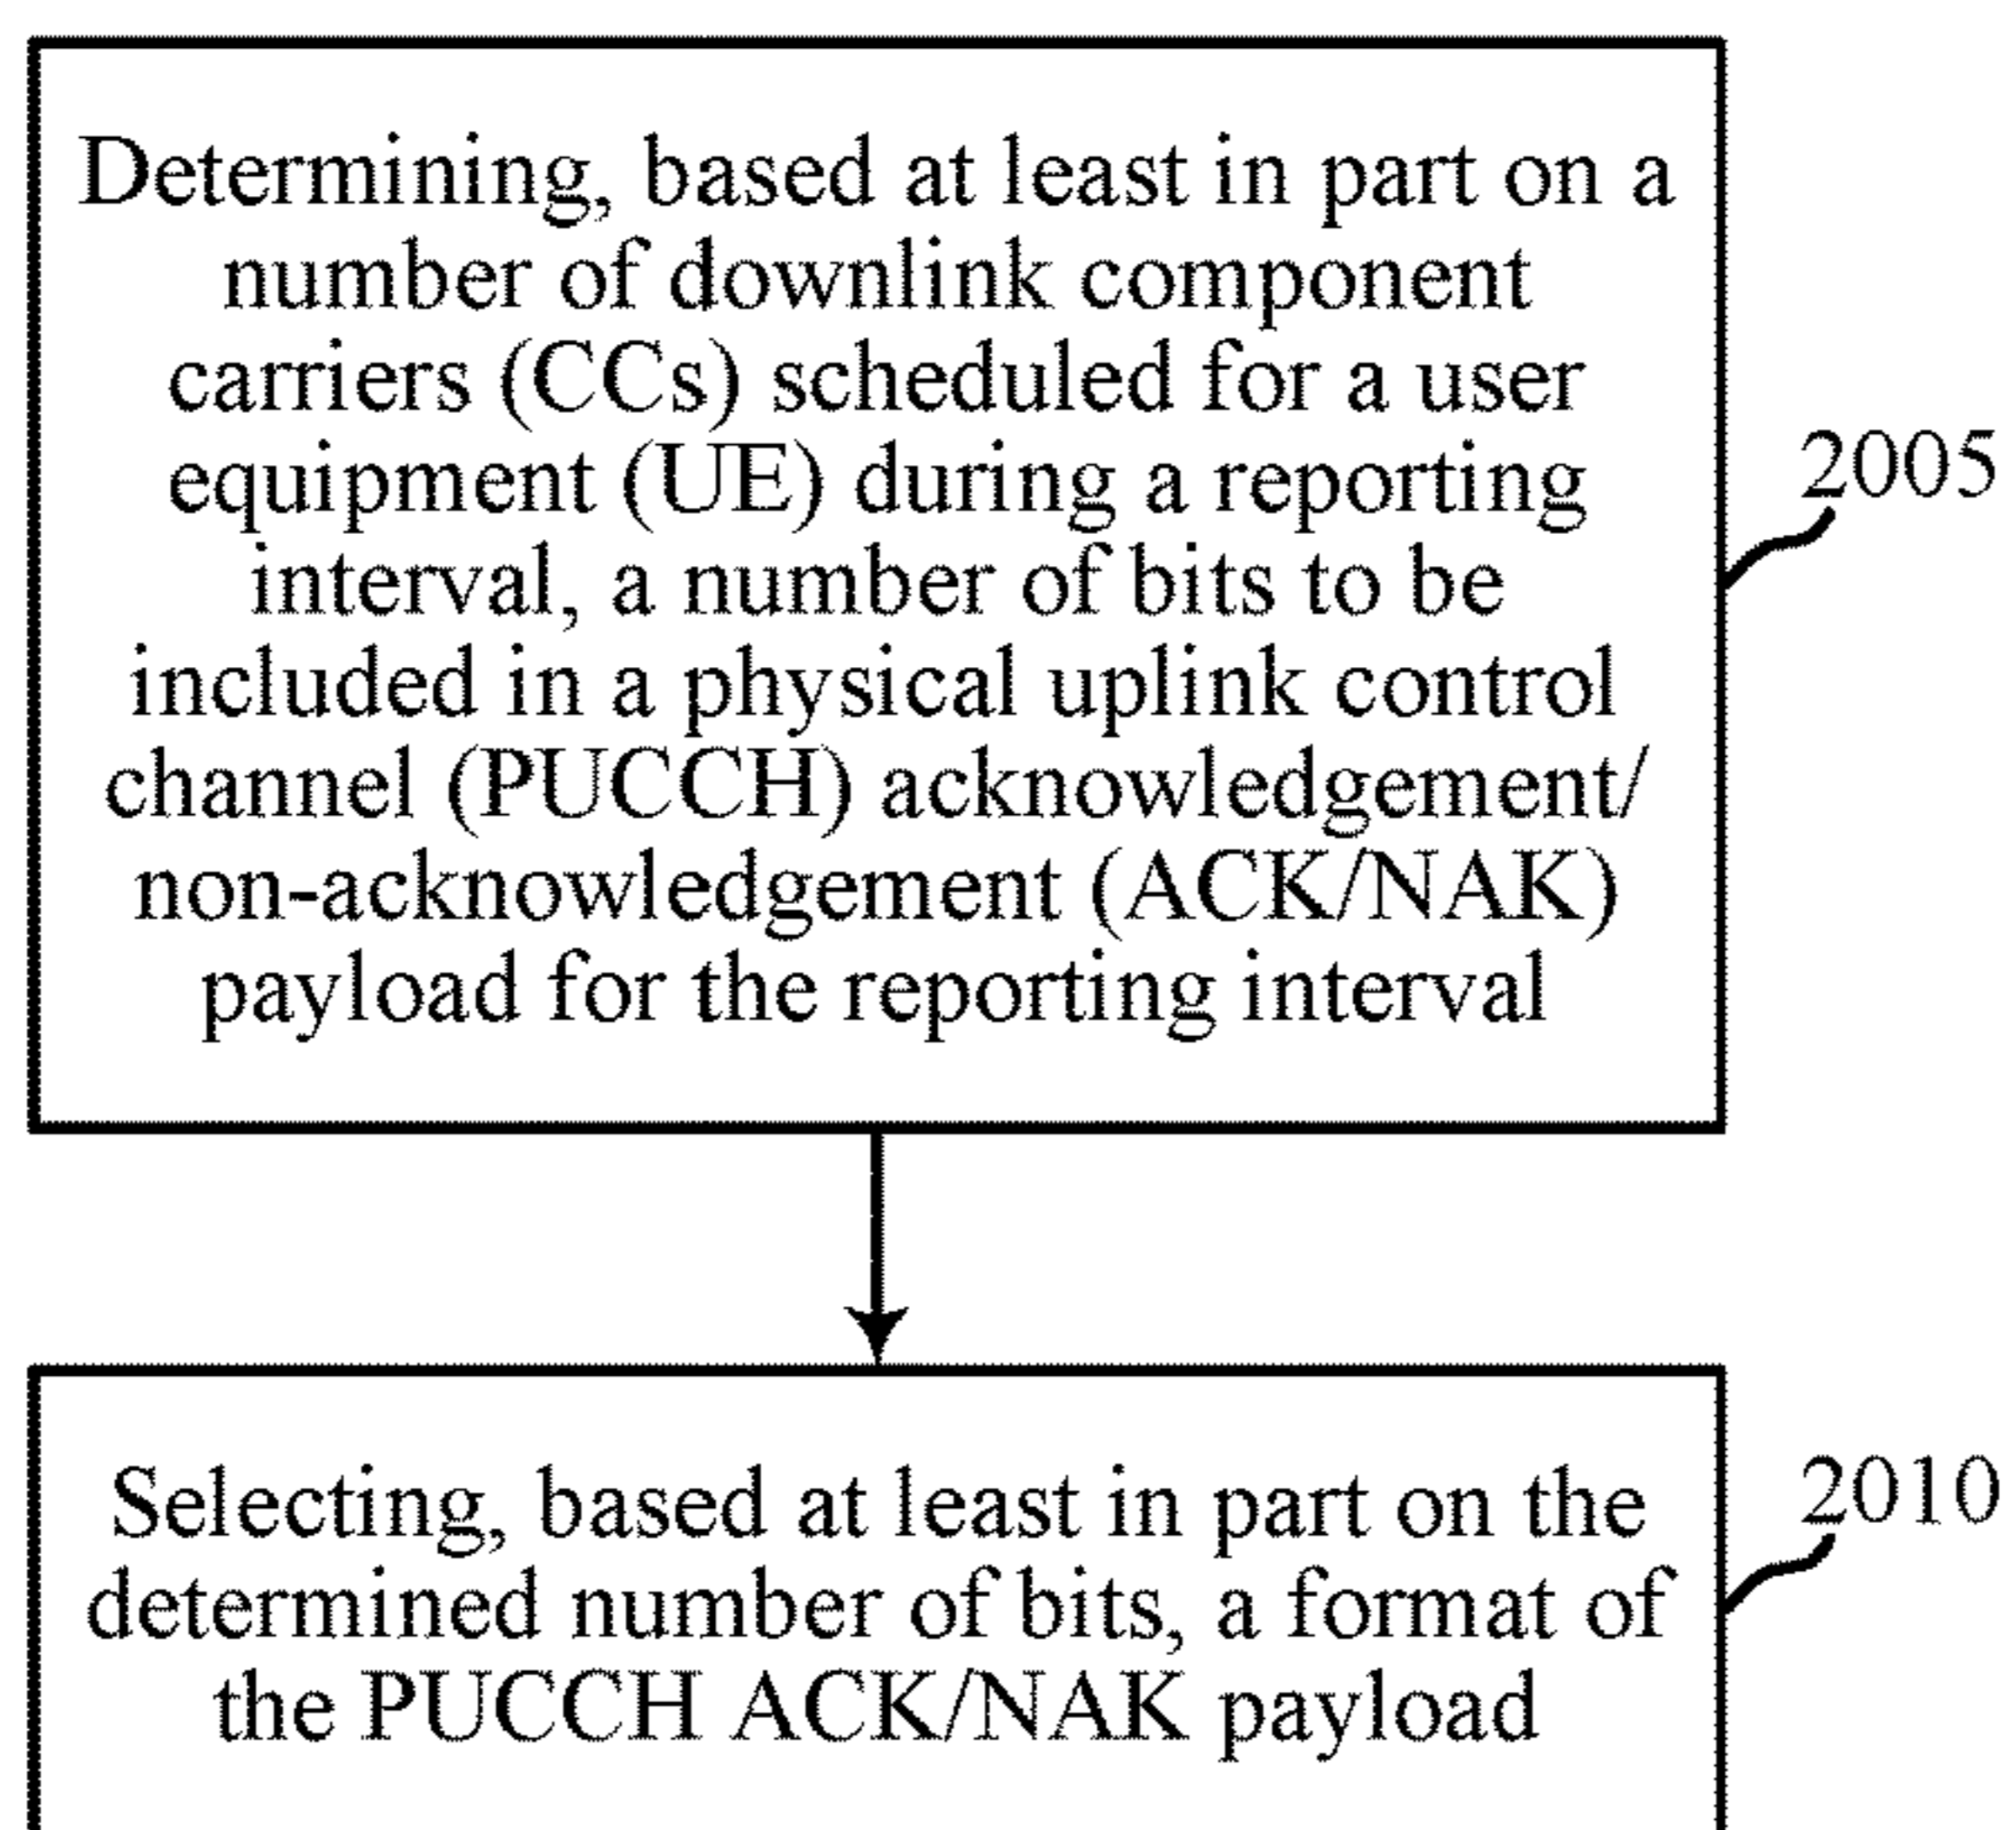 Determining, based at least in part on a
number of downlink component
carriers (CCs) scheduled for a user
equipment (UE) during a reporting
interval, a number of bits to be
included in a physical uplink control
channel (PUCCH) acknowledgement/
non-acknowledgement (ACK/NAK)
payload for the reporting interval
2005
Selecting, based at least in part on the
determined number of bits, a format of
the PUCCH ACK/NAK payload
2010